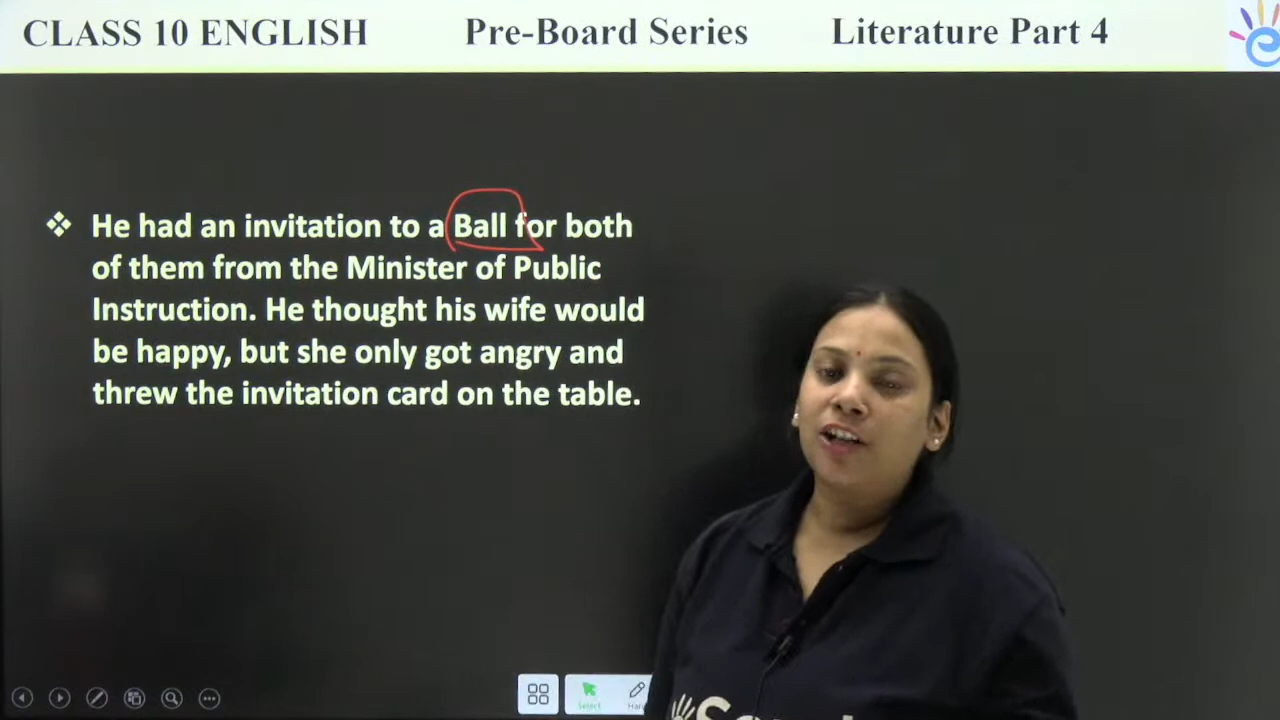 CLASS 10 ENGLISH Pre-Board Series Literature Part 4
He had an invitation to a Ball for both
of them from the Minister of Public
Instruction. He thought his wife would
be happy, but she only got angry and
threw the invitation card on the table.
Select